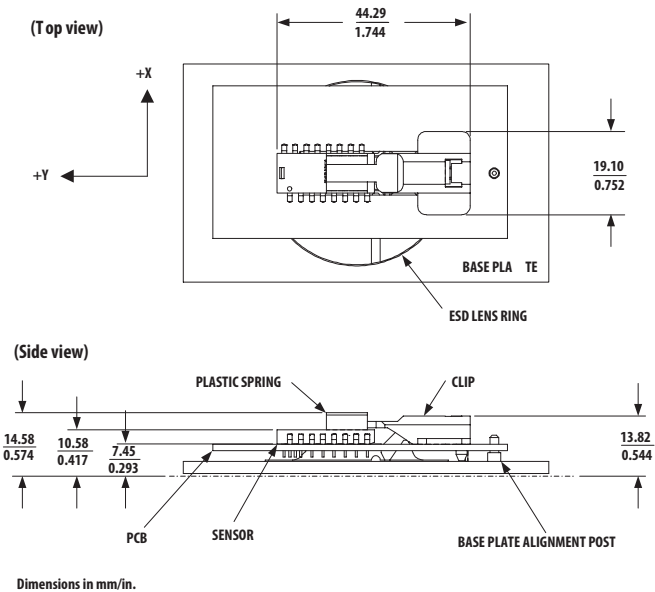 (Top view)
44.29
1.744
+X
+Y
19.10
0.752
BASE PLA TE
ESD LENS RING
(Side view)
PLASTIC SPRING
CLIP
14.58
0.574
10.58
0.417
7.45
0.293
13.82
0.544
PCB
SENSOR
BASE PLATE ALIGNMENT POST
Dimensions in mm/in.